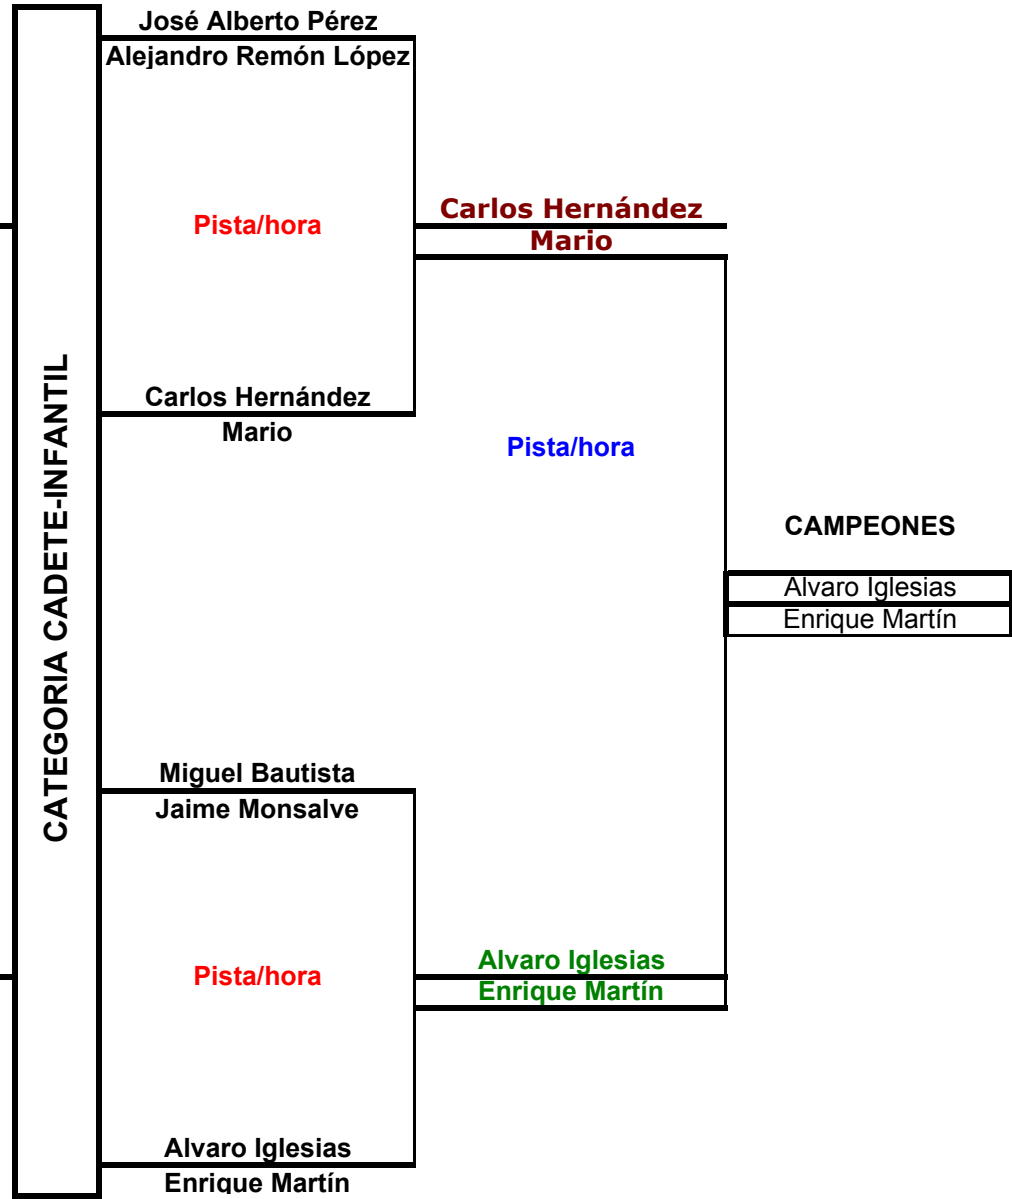 CATEGORIA CADETE-INFANTIL
José Alberto Pérez
Alejandro Remón López
Pista/hora
Carlos Hernández
Mario
Carlos Hernández
Mario
Pista/hora
CAMPEONES
Alvaro Iglesias
Enrique Martín
Miguel Bautista
Jaime Monsalve
Pista/hora
Alvaro Iglesias
Enrique Martín
Alvaro Iglesias
Enrique Martín